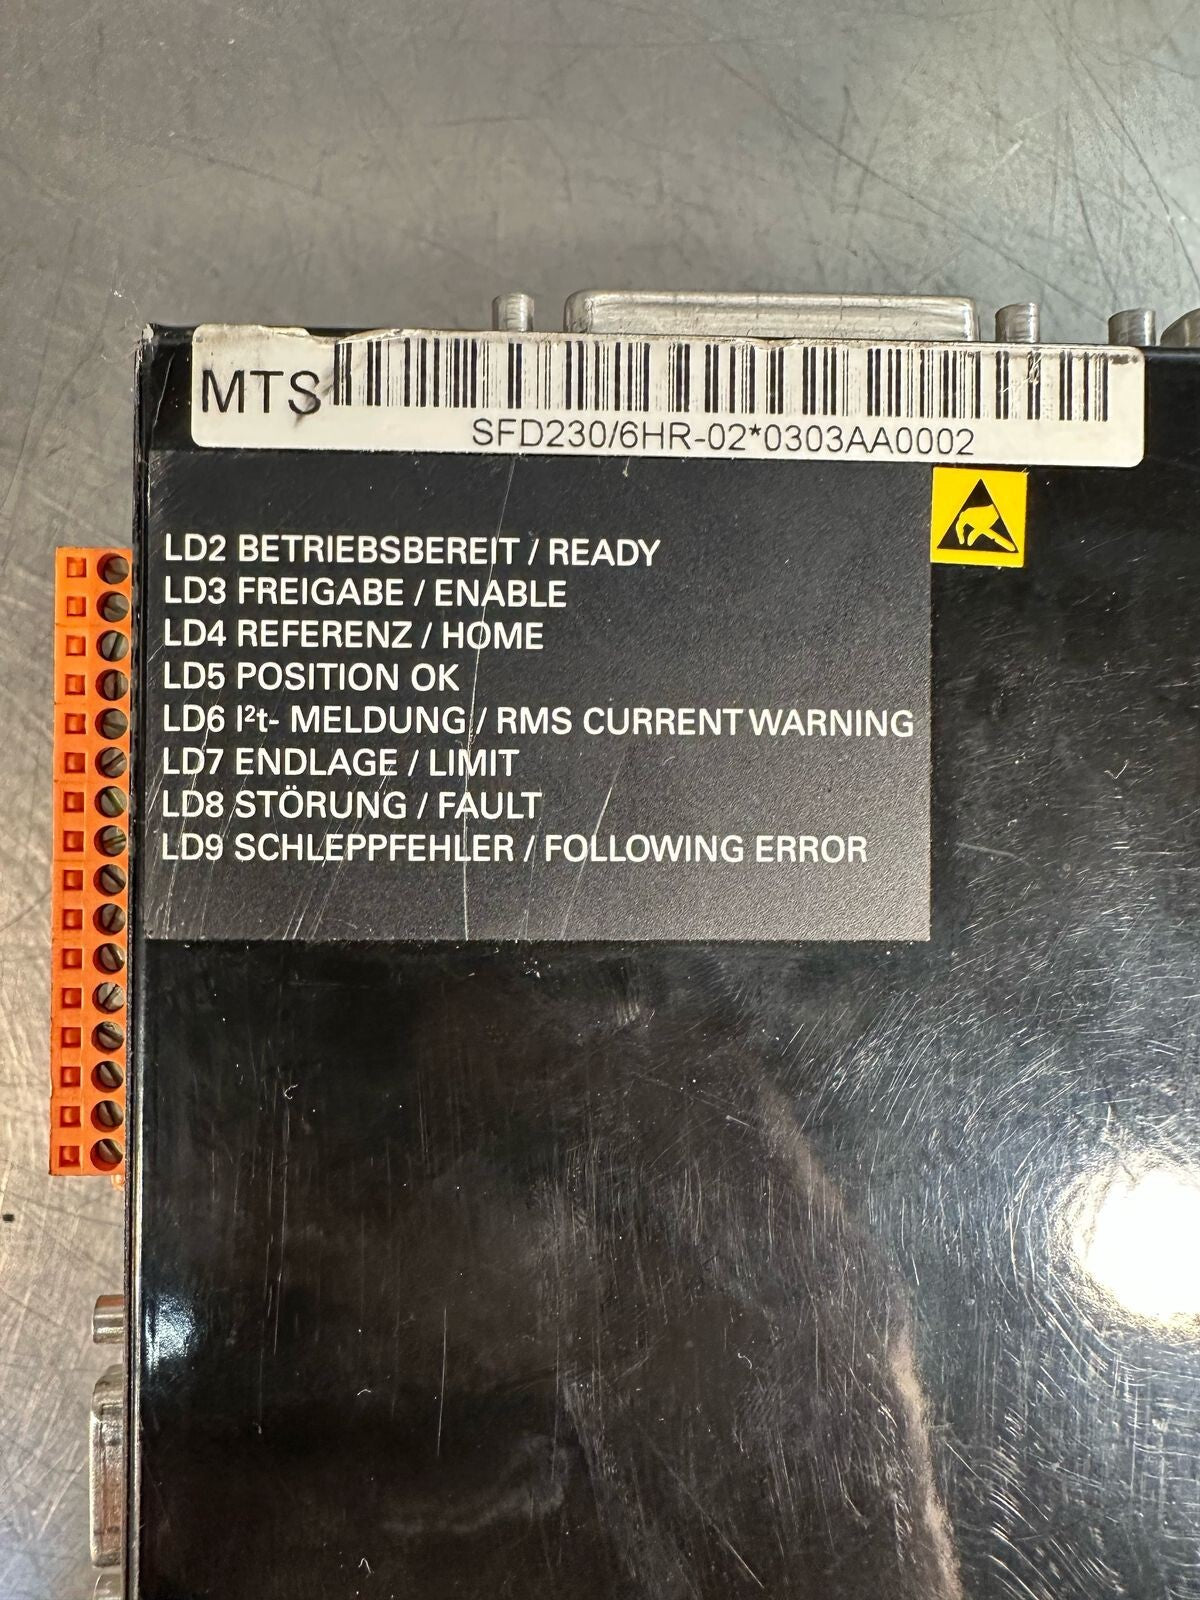 MTS
SFD230/6HR-02*0303AA0002
LD2 BETRIEBSBEREIT / READY
LD3 FREIGABE / ENABLE
LD4 REFERENZ / HOME
LD5 POSITION OK
LD6 I²t- MELDUNG / RMS CURRENT WARNING
LD7 ENDLAGE / LIMIT
LD8 STÖRUNG / FAULT
LD9 SCHLEPPFEHLER / FOLLOWING ERROR